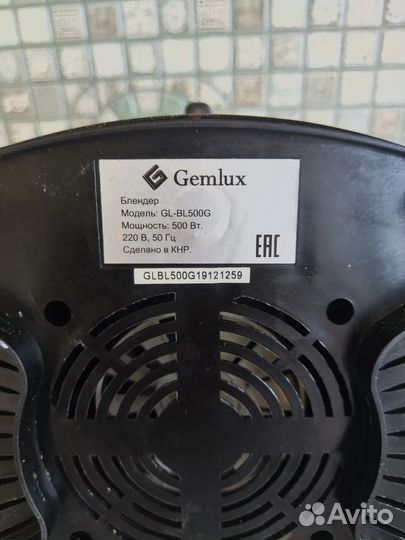 Gemlux
Блендер
Модель: GL-BL500G
Мощность: 500 Вт.
220 В, 50 Гц
Сделано в КНР.
EAC
GLBL500G19121259
Avito